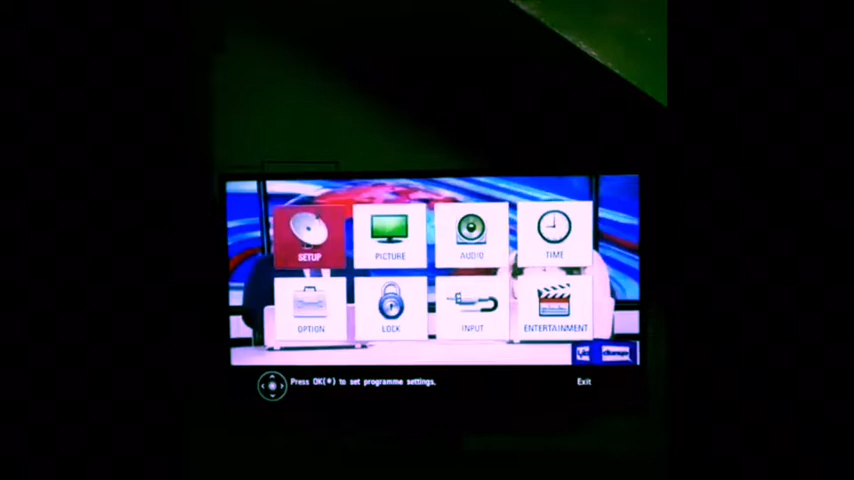 SETUP
PICTURE
AUDIO
TIME
OPTION
LOCK
INPUT
ENTERTAINMENT
Press OK(●) to set programme settings.
Exit